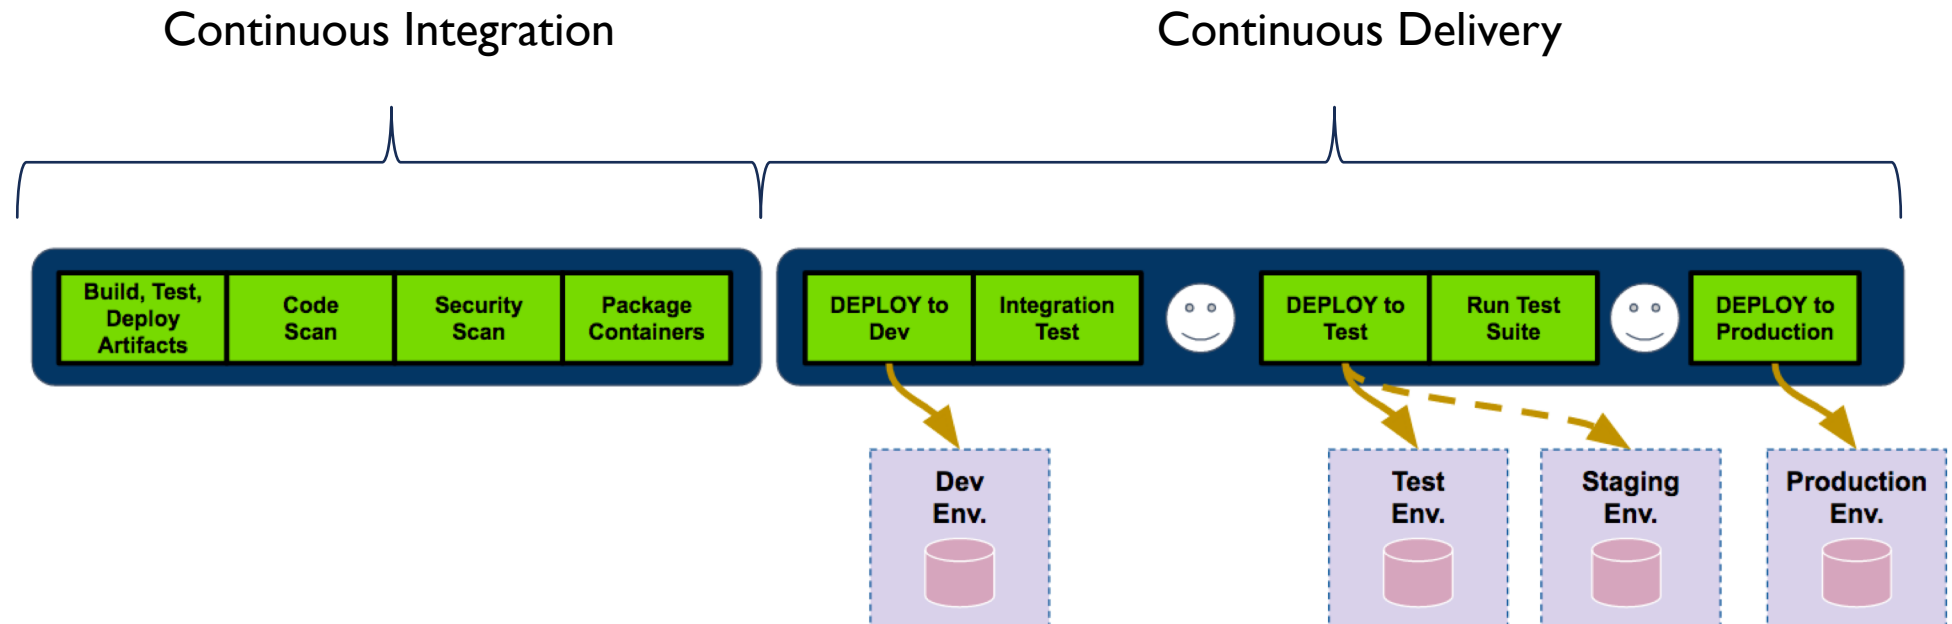 Continuous Integration
Continuous Delivery
Build, Test,
Deploy
Artifacts
Code
Scan
Security
Scan
Package
Containers
DEPLOY to
Dev
Integration
Test
DEPLOY to
Test
Run Test
Suite
DEPLOY to
Production
Dev
Env.
Test
Env.
Staging
Env.
Production
Env.